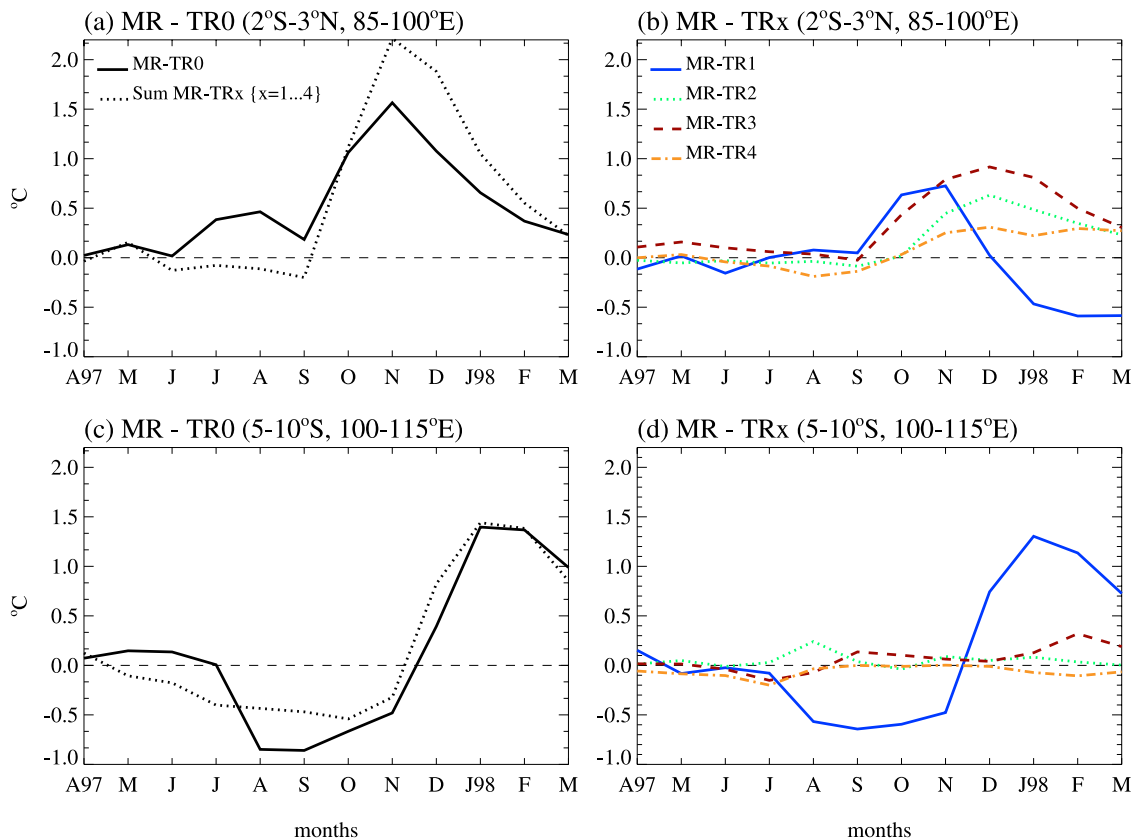 (a) MR - TR0 (2°S-3°N, 85-100°E)
2.0
1.5
1.0
0.5
0.0
-0.5
-1.0
°C
MR-TR0
Sum MR-TRx {x=1...4}
A97 M J J A S O N D J98 F M
(b) MR - TRx (2°S-3°N, 85-100°E)
2.0
1.5
1.0
0.5
0.0
-0.5
-1.0
MR-TR1
MR-TR2
MR-TR3
MR-TR4
A97 M J J A S O N D J98 F M
(c) MR - TR0 (5-10°S, 100-115°E)
2.0
1.5
1.0
0.5
0.0
-0.5
-1.0
°C
A97 M J J A S O N D J98 F M
months
(d) MR - TRx (5-10°S, 100-115°E)
2.0
1.5
1.0
0.5
0.0
-0.5
-1.0
A97 M J J A S O N D J98 F M
months